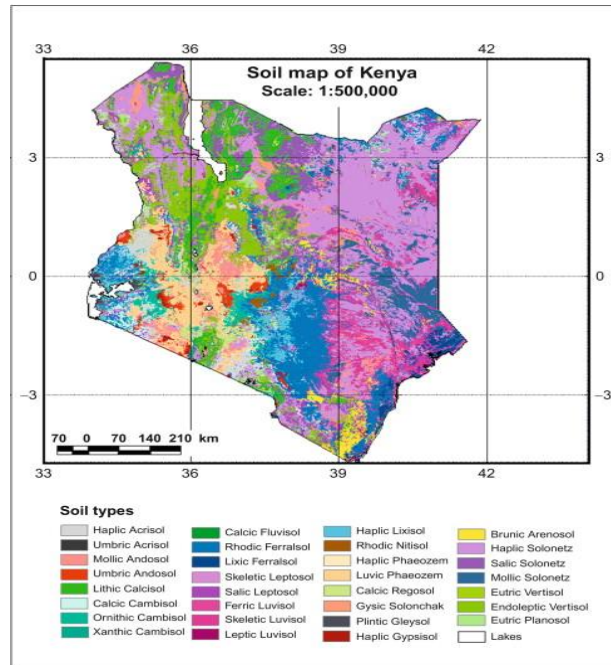 33 36 39 42
Soil map of Kenya
Scale: 1:500,000
3 3
0 0
−3 −3
70 0 70 140 210 km
33 36 39 42
Soil types
Haplic Acrisol
Umbric Acrisol
Mollic Andosol
Umbric Andosol
Lithic Calcisol
Calcic Cambisol
Ornithic Cambisol
Xanthic Cambisol
Calcic Fluvisol
Rhodic Ferralsol
Lixic Ferralsol
Skeletic Leptosol
Salic Leptosol
Ferric Luvisol
Skeletic Luvisol
Leptic Luvisol
Haplic Lixisol
Rhodic Nitisol
Haplic Phaeozem
Luvic Phaeozem
Calcic Regosol
Gysic Solonchak
Plintic Gleysol
Haplic Gypsisol
Brunic Arenosol
Haplic Solonetz
Salic Solonetz
Mollic Solonetz
Eutric Vertisol
Endoleptic Vertisol
Eutric Planosol
Lakes